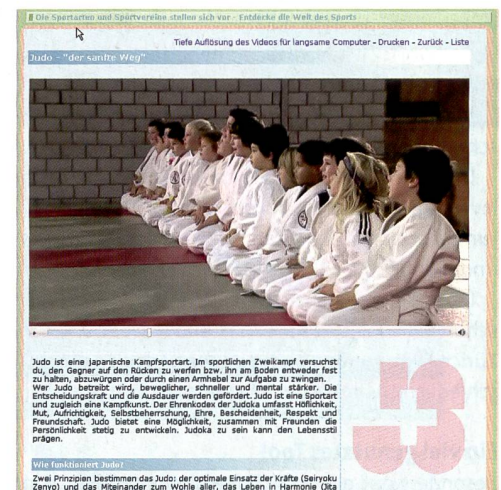 Die Sportarten und Sportvereine stellen sich vor - Entdecke die Welt des Sports
Tiefe Auflösung des Videos für langsame Computer - Drucken - Zurück - Liste
Judo - "der sanfte Weg"
Judo ist eine japanische Kampfsportart. Im sportlichen Zweikampf versuchst
du, den Gegner auf den Rücken zu werfen bzw. ihn am Boden entweder fest
zu halten, abzuwürgen oder durch einen Armhebel zur Aufgabe zu zwingen.
Wer Judo betreibt wird, beweglicher, schneller und mental stärker. Die
Entscheidungskraft und die Ausdauer werden gefördert. Judo ist eine Sportart
und zugleich eine Kampfkunst. Der Ehrenkodex der Judoka umfasst Höflichkeit,
Mut, Aufrichtigkeit, Selbstbeherrschung, Ehre, Bescheidenheit, Respekt und
Freundschaft. Judo bietet eine Möglichkeit, zusammen mit Freunden die
Persönlichkeit stetig zu entwickeln. Judoka zu sein kann den Lebensstil
prägen.
Wie funktioniert Judo?
Zwei Prinzipien bestimmen das Judo: der optimale Einsatz der Kräfte (Seiryoku
Zenyo) und das Miteinander zum Wohle aller, das Leben in Harmonie (Jita